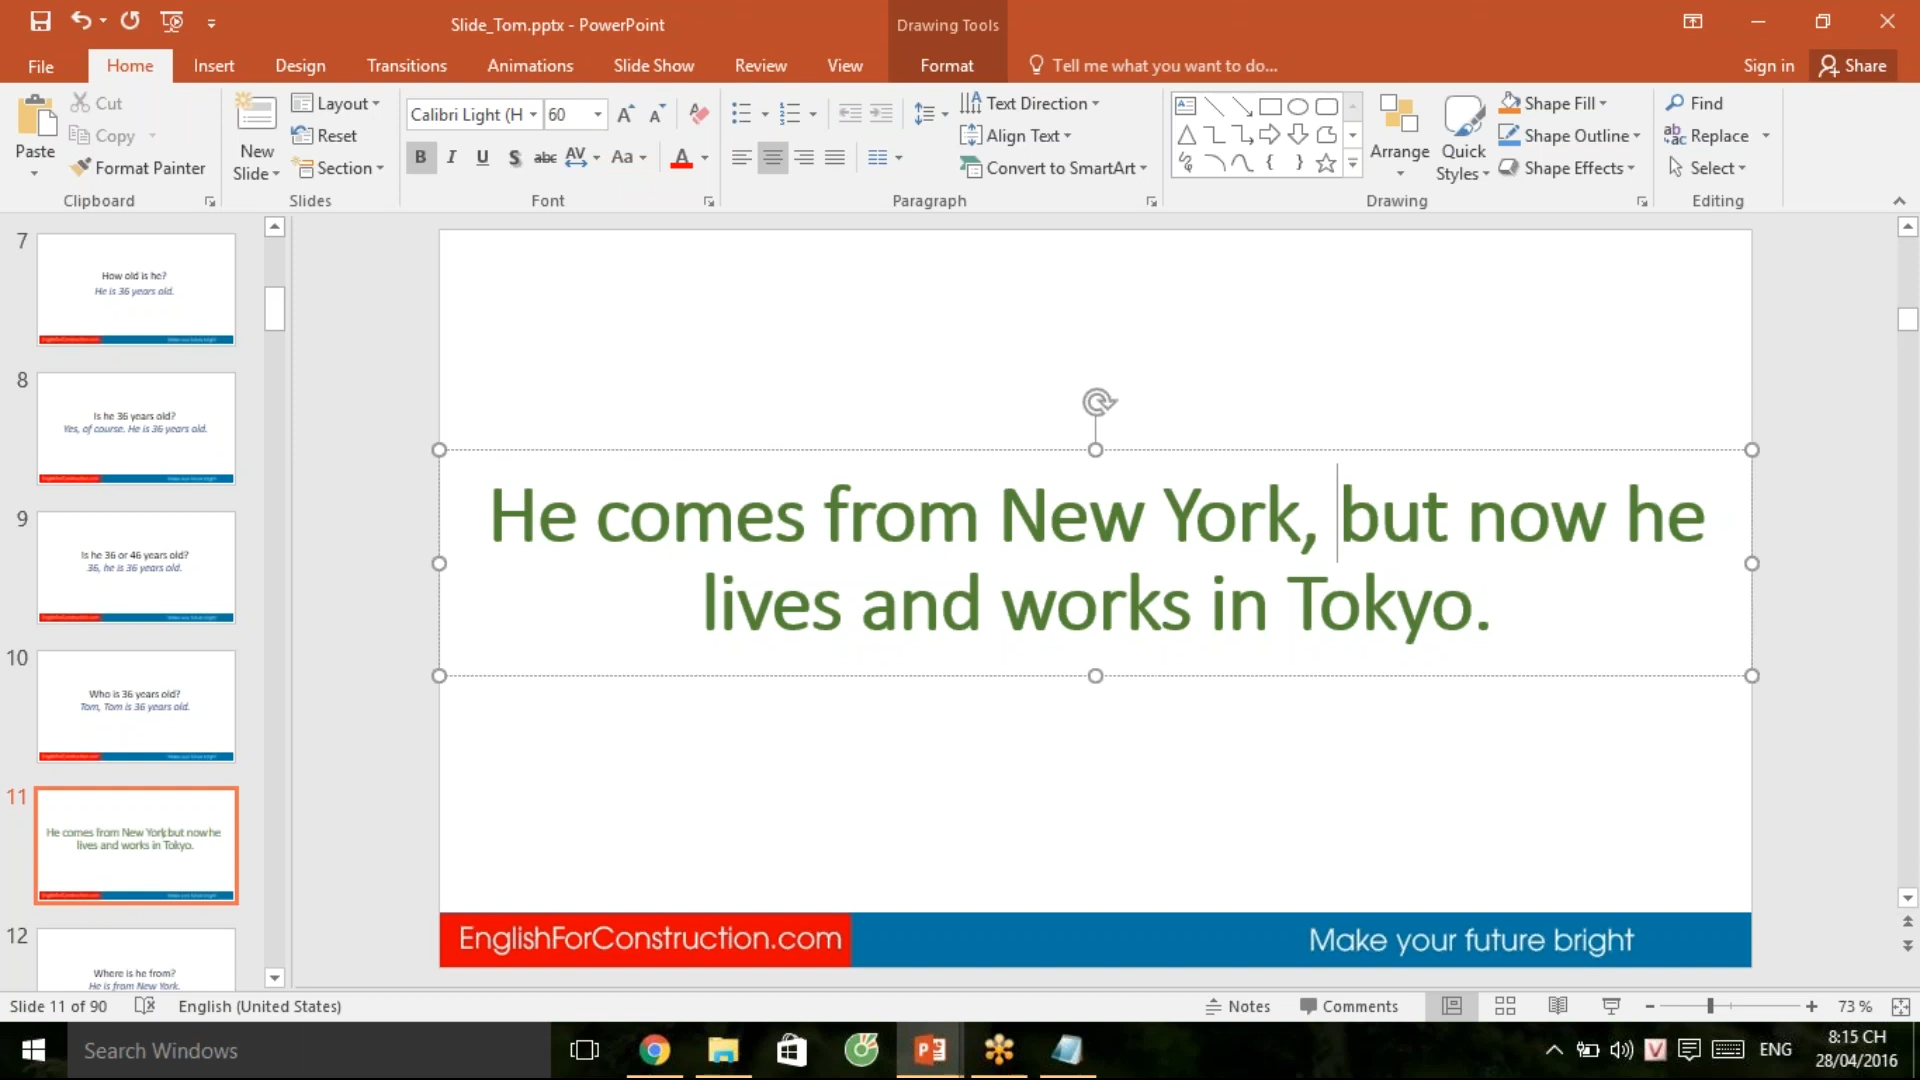 Slide_Tom.pptx - PowerPoint
Drawing Tools
File
Home
Insert
Design
Transitions
Animations
Slide Show
Review
View
Format
Tell me what you want to do...
Sign in
Share
Paste
Cut
Copy
Format Painter
Clipboard
New
Slide
Layout
Reset
Section
Slides
Calibri Light (H
60
B I U S abc AV Aa A
Font
Text Direction
Align Text
Convert to SmartArt
Paragraph
Arrange
Quick
Styles
Shape Fill
Shape Outline
Shape Effects
Drawing
Find
Replace
Select
Editing
7
How old is he?
He is 36 years old.
8
Is he 36 years old?
Yes, of course. He is 36 years old.
9
Is he 36 or 46 years old?
36, he is 36 years old.
10
Who is 36 years old?
Tom, Tom is 36 years old.
11
He comes from New York, but now he
lives and works in Tokyo.
12
Where is he from?
He is from New York.
He comes from New York, but now he
lives and works in Tokyo.
EnglishForConstruction.com
Make your future bright
Slide 11 of 90
English (United States)
Notes
Comments
73 %
Search Windows
ENG
8:15 CH
28/04/2016